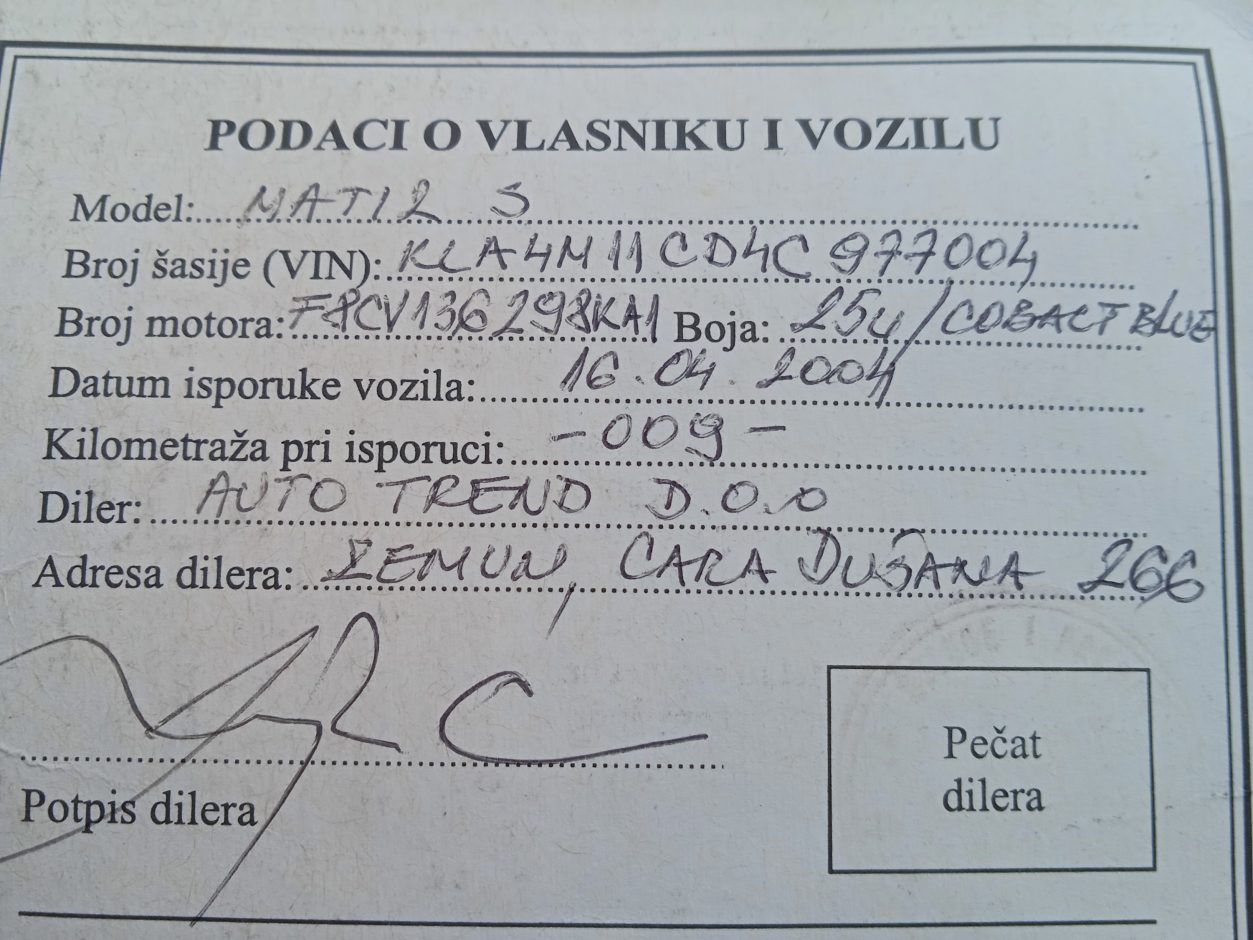 PODACI O VLASNIKU I VOZILU
Model: MATIZ S
Broj šasije (VIN): KLA4M11CD4C977004
Broj motora: F8CV136298KA1 Boja: 25u/COBALT BLUE
Datum isporuke vozila: 16.04.2004
Kilometraža pri isporuci: -009-
Diler: AUTO TREND D.O.O
Adresa dilera: ZEMUN, CARA DUŠANA 266
Pečat
dilera
Potpis dilera